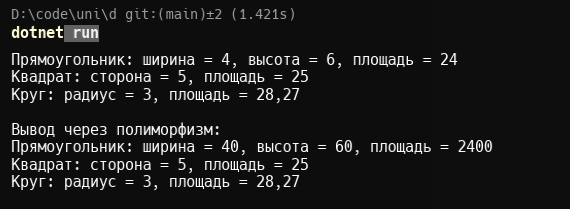 D:\code\uni\d git:(main)±2 (1.421s)
dotnet run
Прямоугольник: ширина = 4, высота = 6, площадь = 24
Квадрат: сторона = 5, площадь = 25
Круг: радиус = 3, площадь = 28,27
Вывод через полиморфизм:
Прямоугольник: ширина = 40, высота = 60, площадь = 2400
Квадрат: сторона = 5, площадь = 25
Круг: радиус = 3, площадь = 28,27